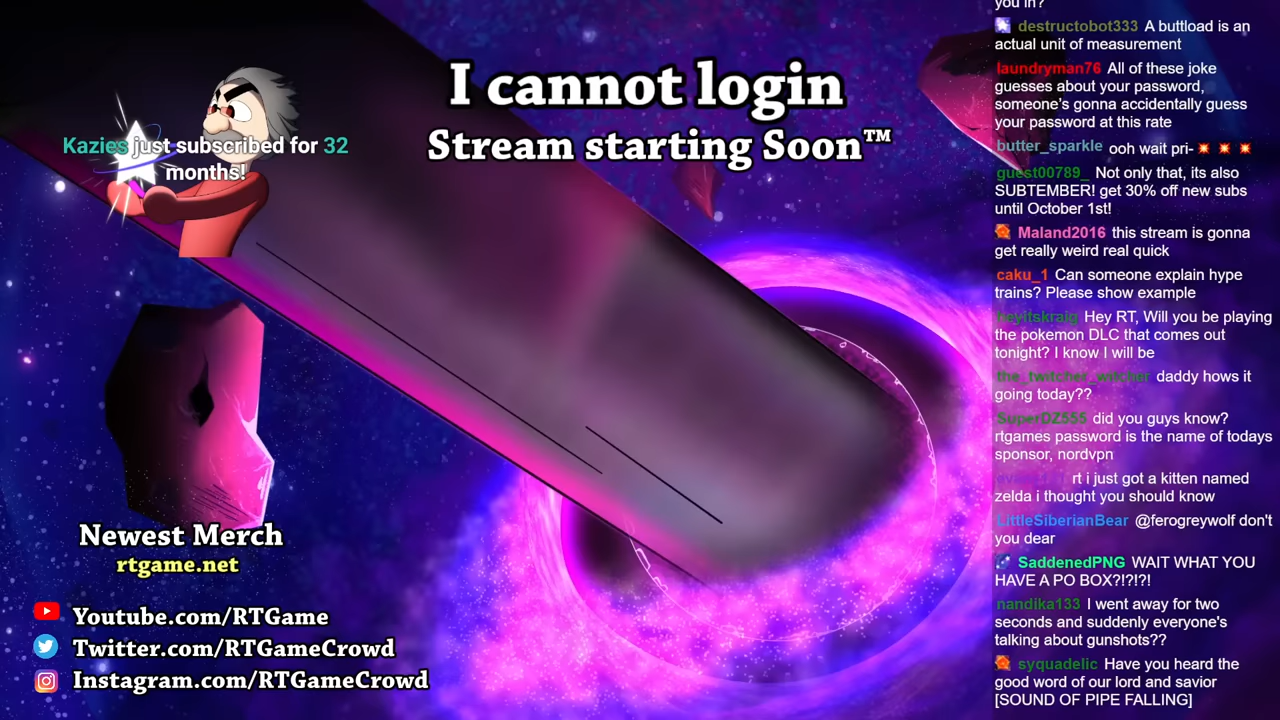 I cannot login
Stream starting Soon™
Kazies just subscribed for 32
months!
Newest Merch
rtgame.net
Youtube.com/RTGame
Twitter.com/RTGameCrowd
Instagram.com/RTGameCrowd
you in?
destructobot333 A buttload is an
actual unit of measurement
laundryman76 All of these joke
guesses about your password,
someone's gonna accidentally guess
your password at this rate
butter_sparkle ooh wait pri-
guest00789_ Not only that, its also
SUBTEMBER! get 30% off new subs
until October 1st!
Maland2016 this stream is gonna
get really weird real quick
caku_1 Can someone explain hype
trains? Please show example
heyitskraig Hey RT, Will you be playing
the pokemon DLC that comes out
tonight? I know I will be
the_twitcher_witcher daddy hows it
going today??
SuperDZ555 did you guys know?
rtgames password is the name of todays
sponsor, nordvpn
rt i just got a kitten named
zelda i thought you should know
LittleSiberianBear @ferogreywolf don't
you dear
SaddenedPNG WAIT WHAT YOU
HAVE A PO BOX?!?!?!
nandika133 I went away for two
seconds and suddenly everyone's
talking about gunshots??
syquadelic Have you heard the
good word of our lord and savior
[SOUND OF PIPE FALLING]